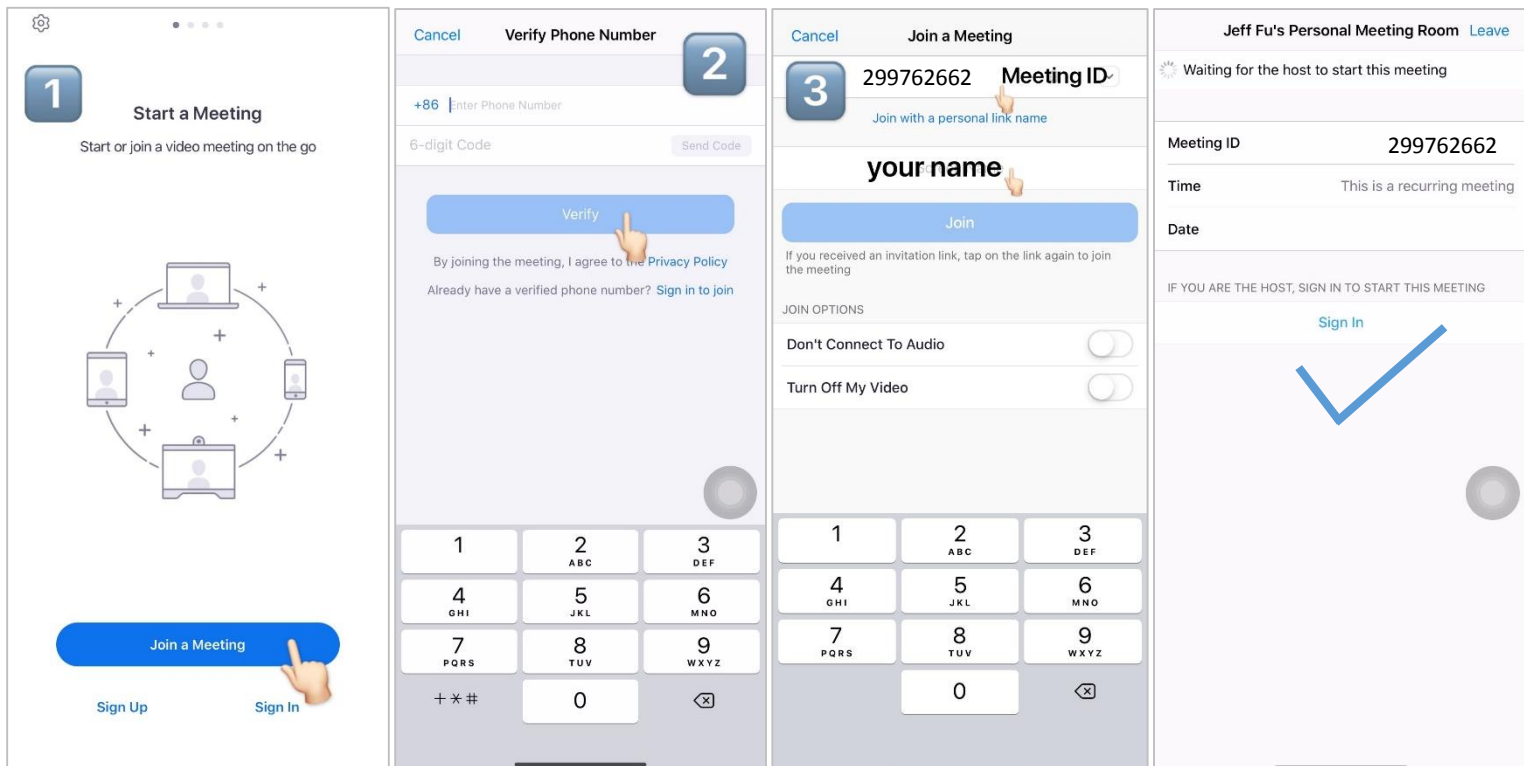 1
Start a Meeting
Start or join a video meeting on the go
Join a Meeting
Sign Up
Sign In
Cancel
Verify Phone Number
2
+86 Enter Phone Number
6-digit Code
Send Code
Verify
By joining the meeting, I agree to the Privacy Policy
Already have a verified phone number? Sign in to join
1
2
ABC
3
DEF
4
GHI
5
JKL
6
MNO
7
PQRS
8
TUV
9
WXYZ
+*#
0
Cancel
Join a Meeting
3
299762662 Meeting ID
Join with a personal link name
your name
Join
If you received an invitation link, tap on the link again to join
the meeting
JOIN OPTIONS
Don't Connect To Audio
Turn Off My Video
1
2
ABC
3
DEF
4
GHI
5
JKL
6
MNO
7
PQRS
8
TUV
9
WXYZ
0
Jeff Fu's Personal Meeting Room Leave
Waiting for the host to start this meeting
Meeting ID 299762662
Time This is a recurring meeting
Date
IF YOU ARE THE HOST, SIGN IN TO START THIS MEETING
Sign In